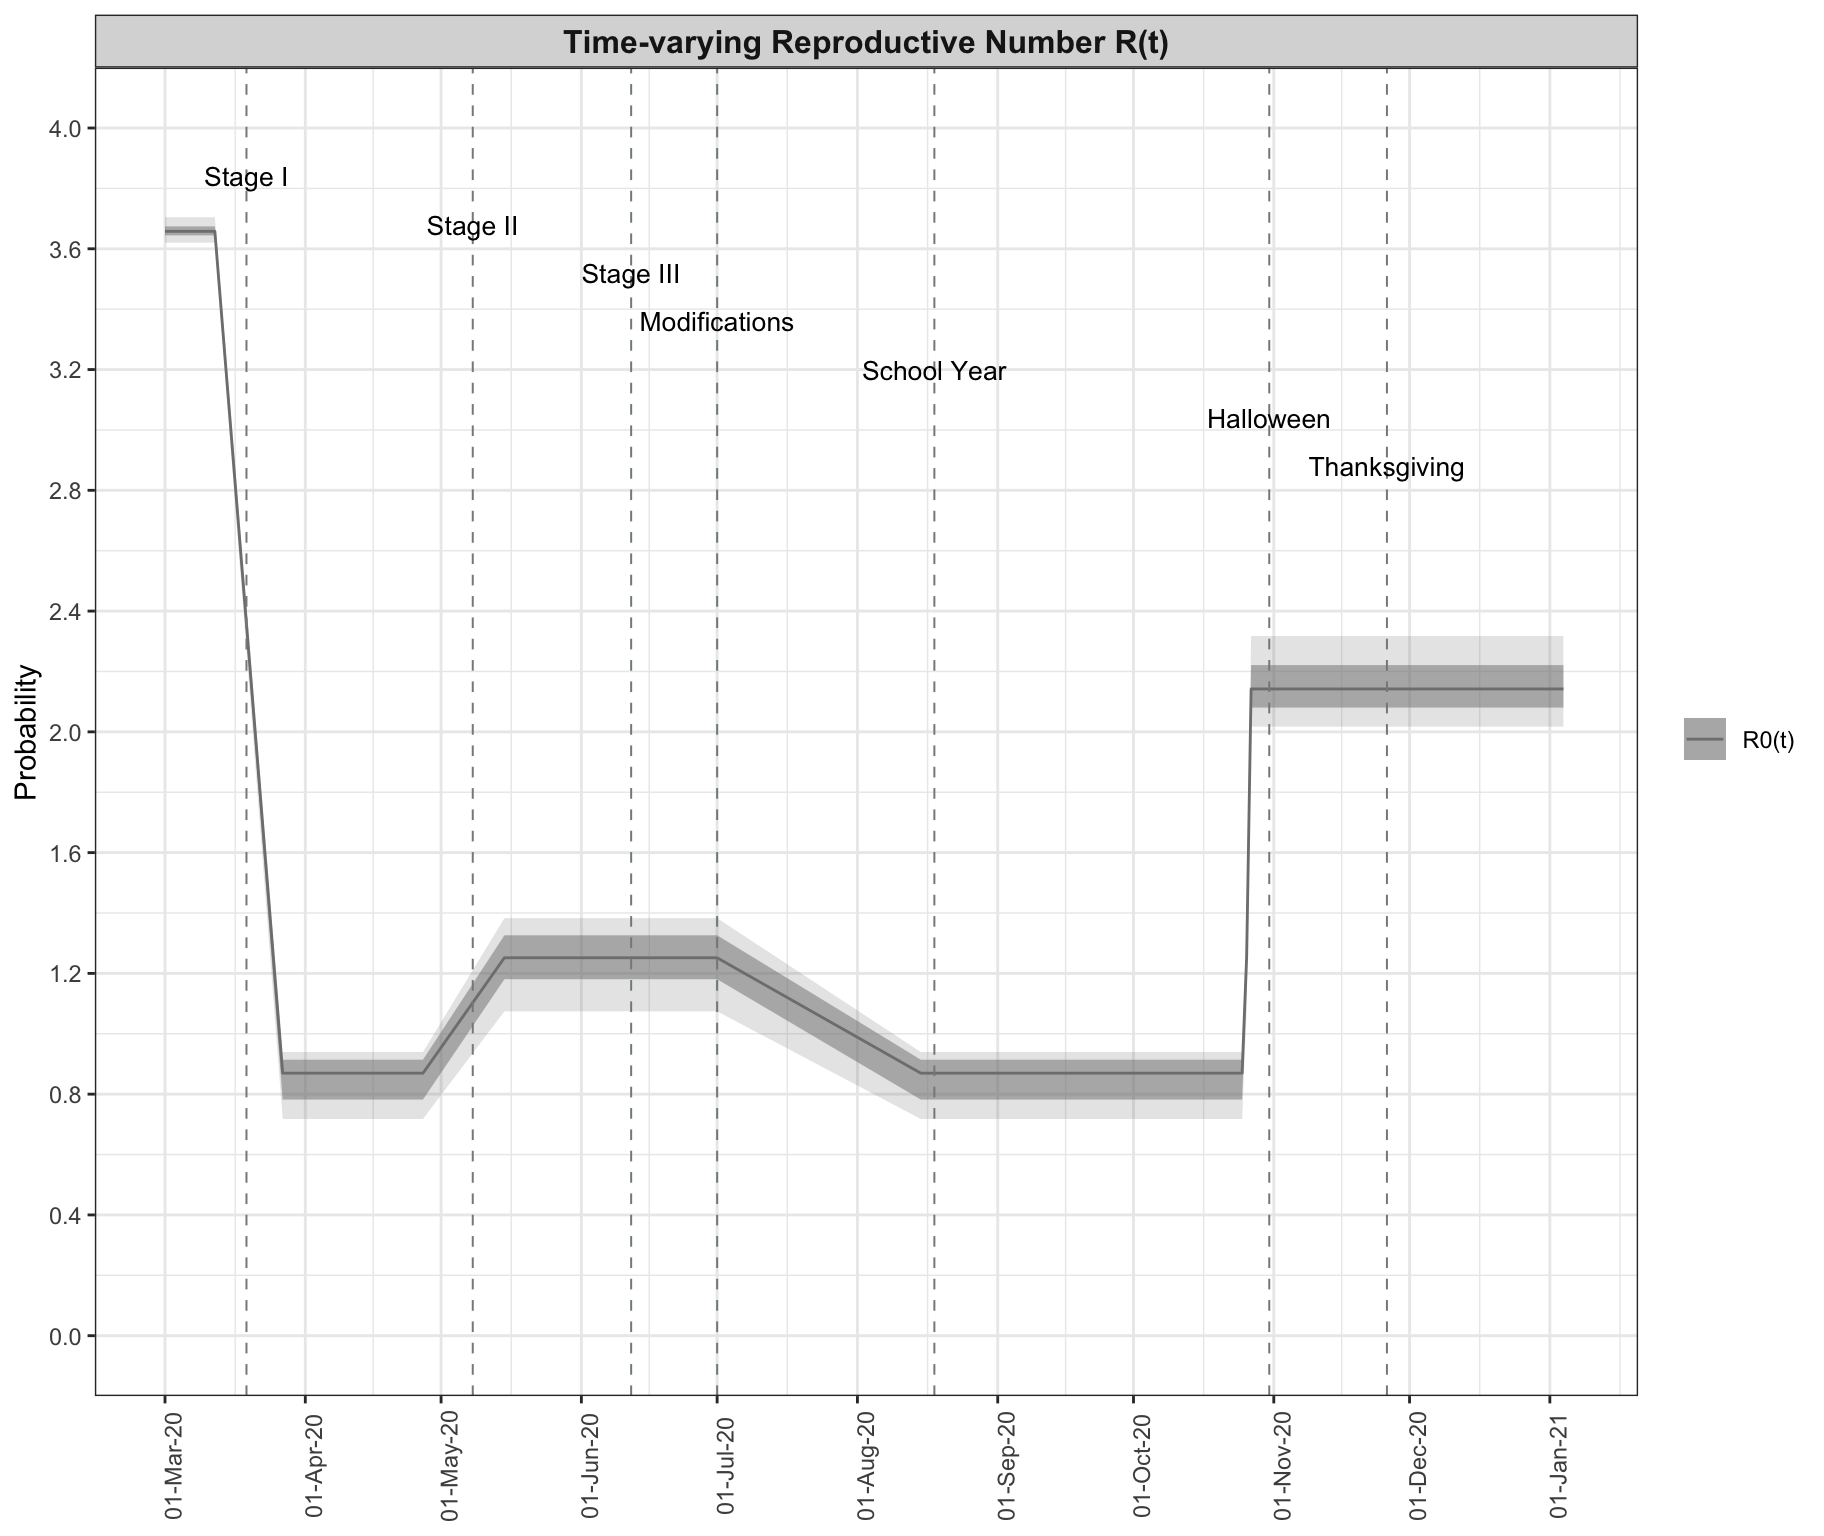 Time-varying Reproductive Number R(t)
4.0
3.6
3.2
2.8
2.4
2.0
1.6
1.2
0.8
0.4
0.0
Probability
Stage I
Stage II
Stage III
Modifications
School Year
Halloween
Thanksgiving
R0(t)
01-Mar-20
01-Apr-20
01-May-20
01-Jun-20
01-Jul-20
01-Aug-20
01-Sep-20
01-Oct-20
01-Nov-20
01-Dec-20
01-Jan-21